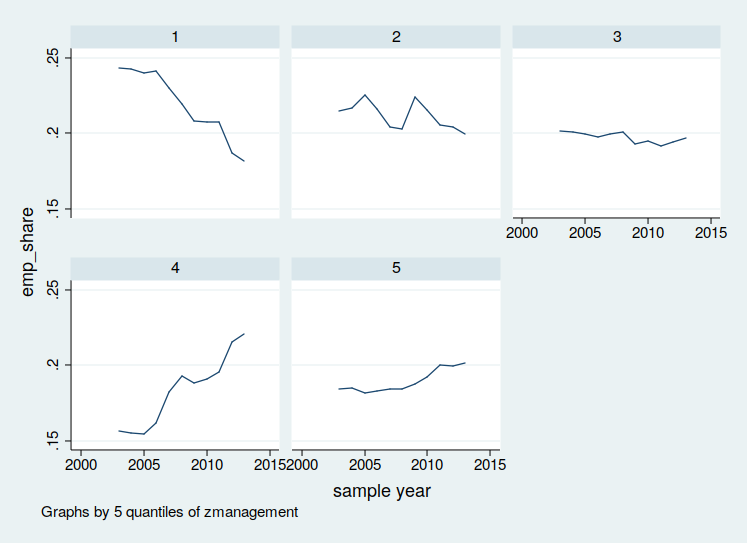 1 2 3
.25
.2
.15
2000 2005 2010 2015
emp_share
4 5
.25
.2
.15
2000 2005 2010 2015 2000 2005 2010 2015
sample year
Graphs by 5 quantiles of zmanagement